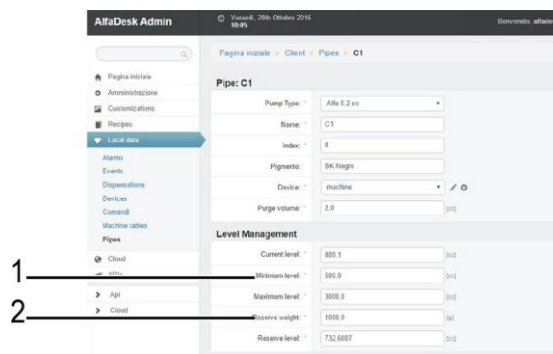 AlfaDesk Admin
Venerdì, 28th Ottobre 2016
10:05
Benvenuto, alfade
Pagina iniziale » Client » Pipes » C1
Pagina iniziale
Amministrazione
Customizations
Recipes
Local data
Alarms
Events
Dispensations
Devices
Comandi
Machine tables
Pipes
Cloud
Api
Cloud
Pipe: C1
Pump Type: * Alfa 0.2 cc
Nome: * C1
Index: * 8
Pigmento: BK Negro
Device: * machine
Purge volume: * 2.0 [cc]
Level Management
Current level: * 805.1 [cc]
1 Minimum level: * 500.0 [cc]
Maximum level: * 3000.0 [cc]
2 Reserve weight: * 1000.0 [g]
Reserve level: * 732.6007 [cc]